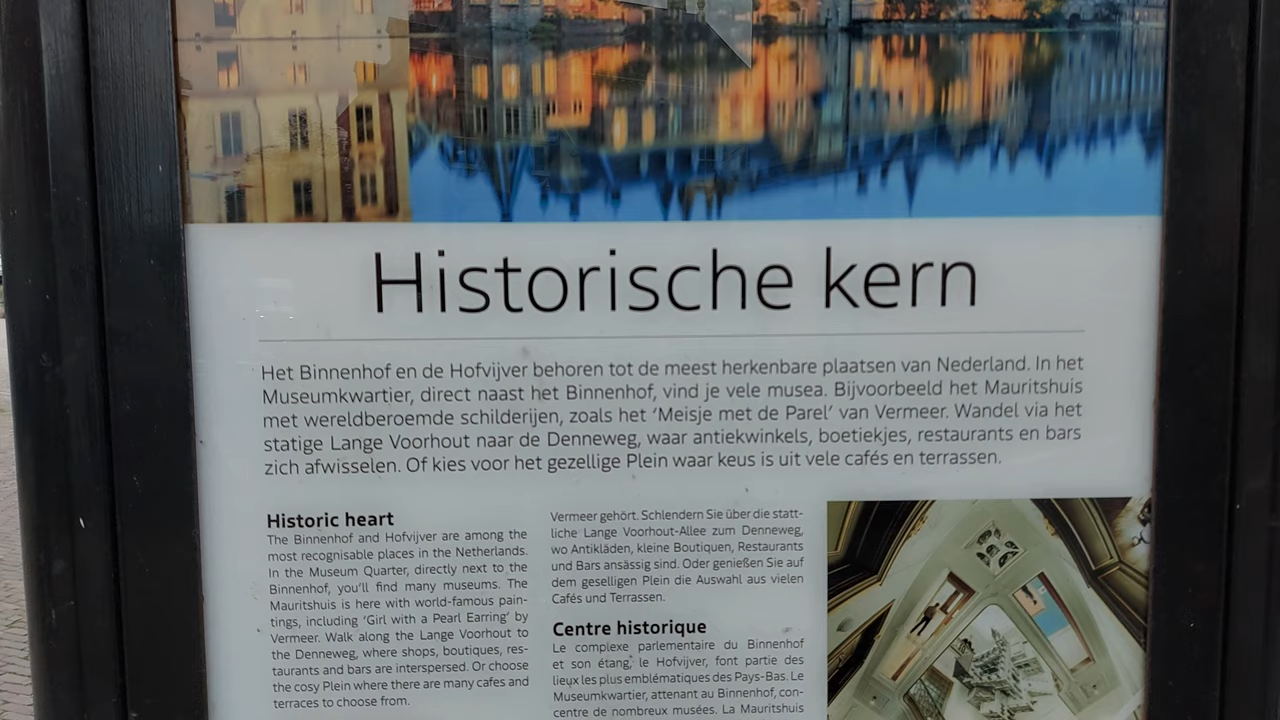 Historische kern
Het Binnenhof en de Hofvijver behoren tot de meest herkenbare plaatsen van Nederland. In het
Museumkwartier, direct naast het Binnenhof, vind je vele musea. Bijvoorbeeld het Mauritshuis
met wereldberoemde schilderijen, zoals het ‘Meisje met de Parel’ van Vermeer. Wandel via het
statige Lange Voorhout naar de Denneweg, waar antiekwinkels, boetiekjes, restaurants en bars
zich afwisselen. Of kies voor het gezellige Plein waar keus is uit vele cafés en terrassen.
Historic heart
The Binnenhof and Hofvijver are among the
most recognisable places in the Netherlands.
In the Museum Quarter, directly next to the
Binnenhof, you’ll find many museums. The
Mauritshuis is here with world-famous pain-
tings, including ‘Girl with a Pearl Earring’ by
Vermeer. Walk along the Lange Voorhout to
the Denneweg, where shops, boutiques, res-
taurants and bars are interspersed. Or choose
the cosy Plein where there are many cafes and
terraces to choose from.
Vermeer gehört. Schlendern Sie über die statt-
liche Lange Voorhout-Allee zum Denneweg,
wo Antikläden, kleine Boutiquen, Restaurants
und Bars ansässig sind. Oder genießen Sie auf
dem geselligen Plein die Auswahl aus vielen
Cafés und Terrassen.
Centre historique
Le complexe parlementaire du Binnenhof
et son étang, le Hofvijver, font partie des
lieux les plus emblématiques des Pays-Bas. Le
Museumkwartier, attenant au Binnenhof, con-
centre de nombreux musées. La Mauritshuis